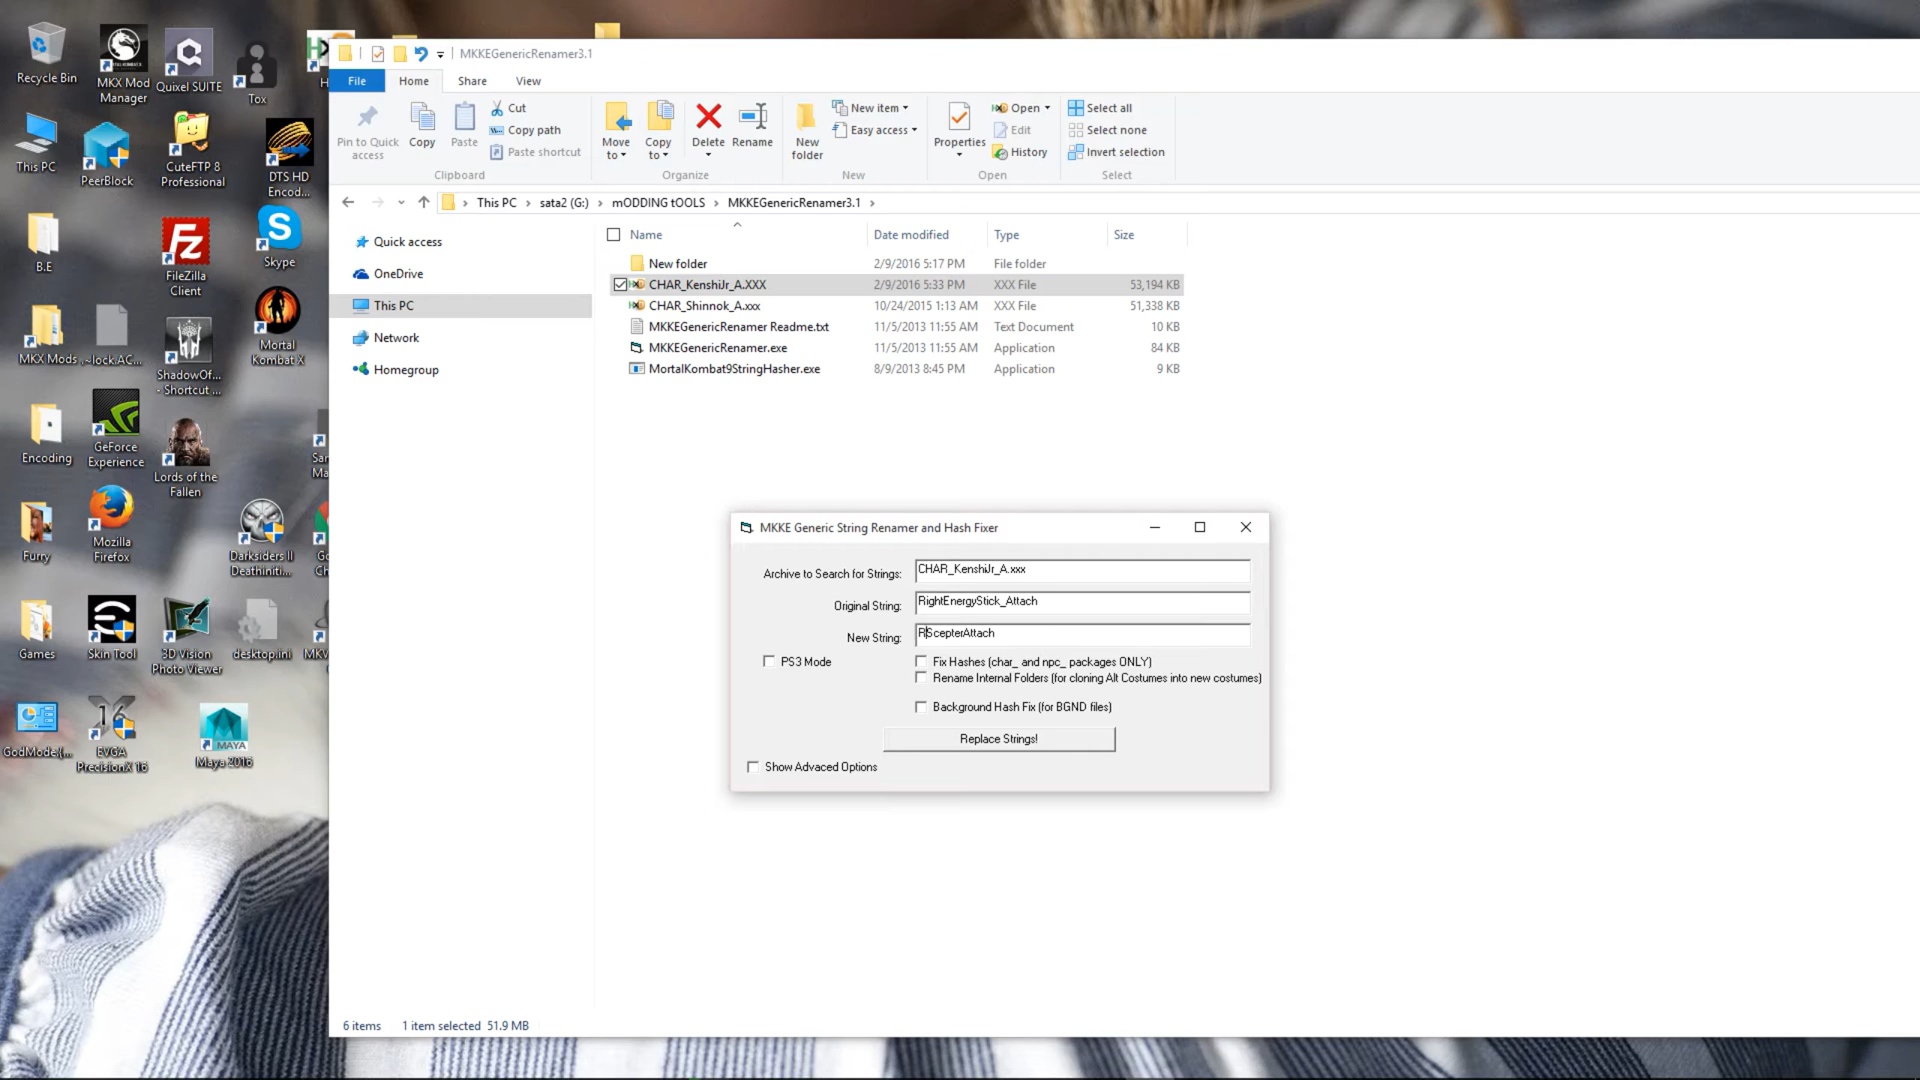 Recycle Bin
MKX Mod
Manager
Quixel SUITE
Tox
This PC
PeerBlock
CuteFTP 8
Professional
DTS HD
Encod...
B.E
FileZilla
Client
Skype
MKX Mods
.~lock.AC...
ShadowOf...
- Shortcut ...
Mortal
Kombat X
Encoding
GeForce
Experience
Lords of the
Fallen
Furry
Mozilla
Firefox
Darksiders II
Deathiniti...
Games
Skin Tool
3D Vision
Photo Viewer
desktop.ini
MKV
GodMode.{...
EVGA
PrecisionX 16
Maya 2016
MKKEGenericRenamer3.1
File
Home
Share
View
Pin to Quick
access
Copy
Paste
Cut
Copy path
Paste shortcut
Clipboard
Move
to
Copy
to
Delete
Rename
Organize
New
folder
New item
Easy access
New
Properties
Open
Edit
History
Open
Select all
Select none
Invert selection
Select
This PC
sata2 (G:)
mODDING tOOLS
MKKEGenericRenamer3.1
Quick access
OneDrive
This PC
Network
Homegroup
Name Date modified Type Size
New folder 2/9/2016 5:17 PM File folder
CHAR_KenshiJr_A.XXX 2/9/2016 5:33 PM XXX File 53,194 KB
CHAR_Shinnok_A.xxx 10/24/2015 1:13 AM XXX File 51,338 KB
MKKEGenericRenamer Readme.txt 11/5/2013 11:55 AM Text Document 10 KB
MKKEGenericRenamer.exe 11/5/2013 11:55 AM Application 84 KB
MortalKombat9StringHasher.exe 8/9/2013 8:45 PM Application 9 KB
MKKE Generic String Renamer and Hash Fixer
Archive to Search for Strings: CHAR_KenshiJr_A.xxx
Original String: RightEnergyStick_Attach
New String: RScepterAttach
PS3 Mode
Fix Hashes (char_ and npc_ packages ONLY)
Rename Internal Folders (for cloning Alt Costumes into new costumes)
Background Hash Fix (for BGND files)
Replace Strings!
Show Advaced Options
6 items 1 item selected 51.9 MB